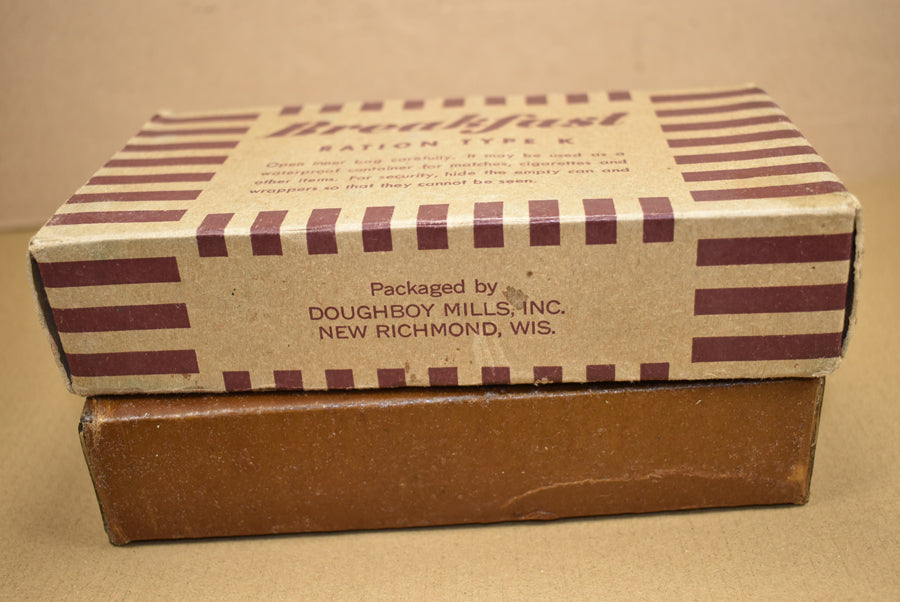 Breakfast
RATION TYPE K
Open inner bag carefully. It may be used as a
waterproof container for matches, cigarettes and
other items. For security, hide the empty can and
wrappers so that they cannot be seen.
Packaged by
DOUGHBOY MILLS, INC.
NEW RICHMOND, WIS.